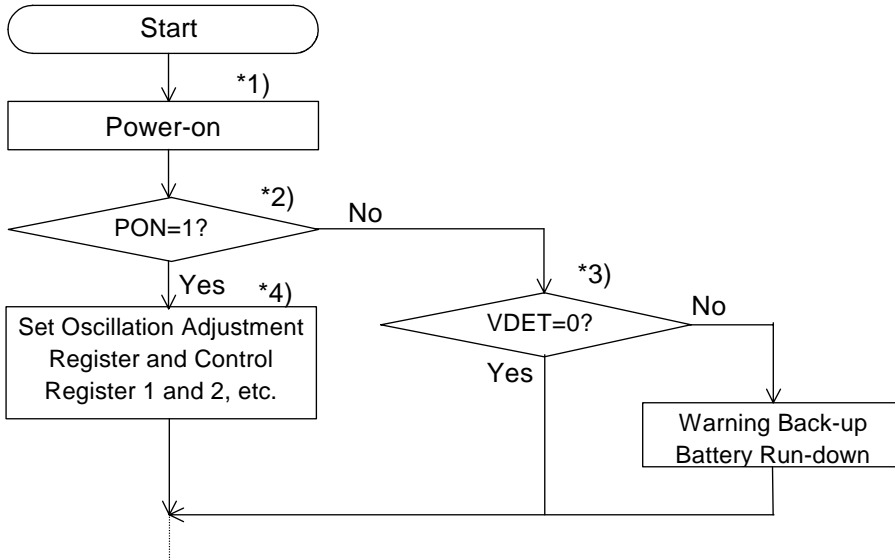 Start
*1)
Power-on
*2)
PON=1?
No
Yes
*4)
*3)
VDET=0?
No
Yes
Set Oscillation Adjustment
Register and Control
Register 1 and 2, etc.
Warning Back-up
Battery Run-down